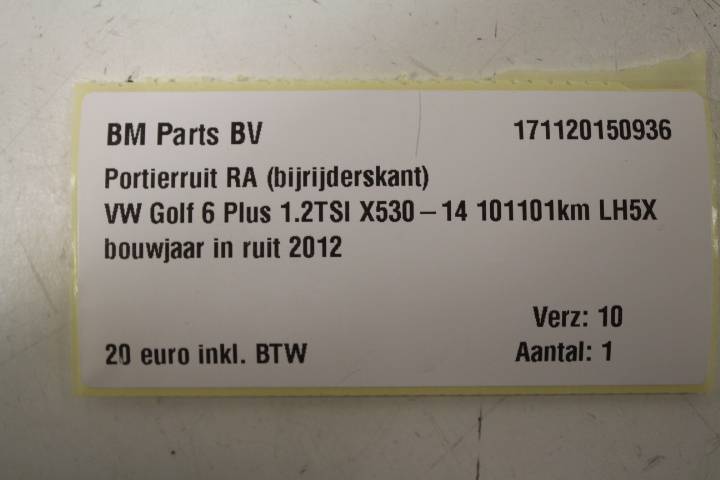 BM Parts BV 171120150936
Portierruit RA (bijrijderskant)
VW Golf 6 Plus 1.2TSI X530-14 101101km LH5X
bouwjaar in ruit 2012
Verz: 10
20 euro inkl. BTW Aantal: 1